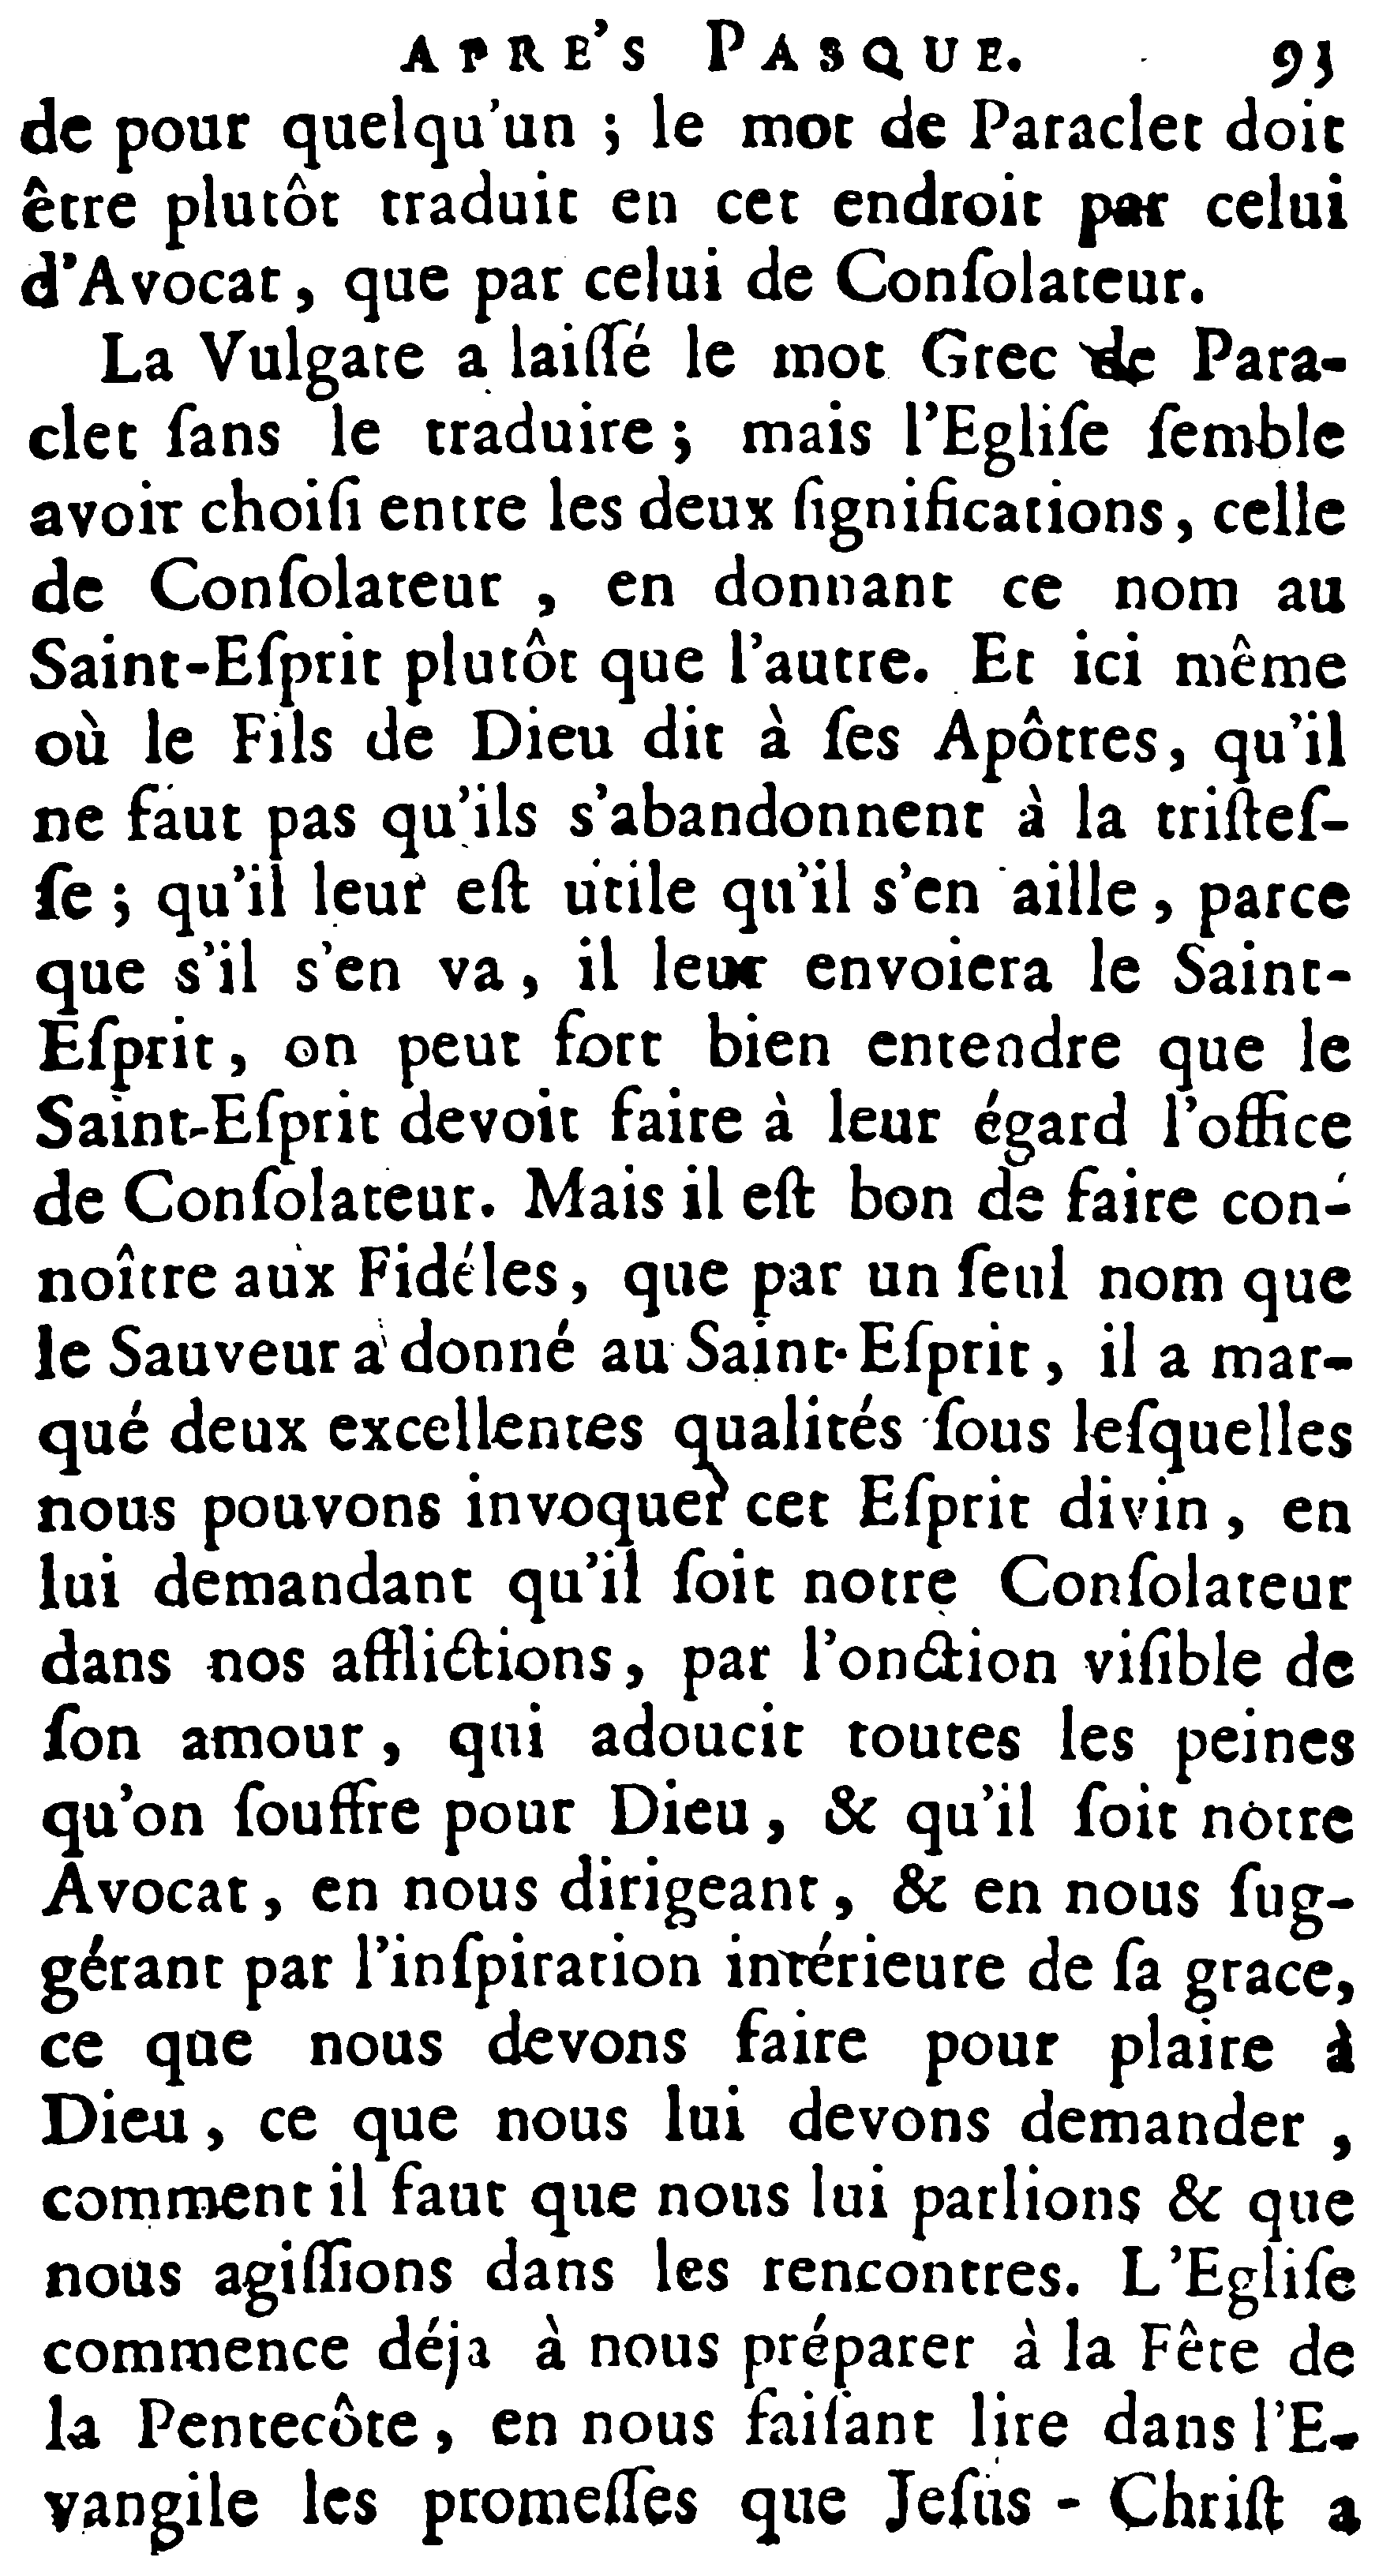 APRE'S PASQUE. 93
de pour quelqu'un ; le mot de Paraclet doit
être plutôt traduit en cet endroit par celui
d'Avocat, que par celui de Conſolateur.
La Vulgate a laiſſé le mot Grec de Para-
clet ſans le traduire ; mais l'Egliſe ſemble
avoir choiſi entre les deux ſignifications, celle
de Conſolateur , en donnant ce nom au
Saint-Eſprit plutôt que l'autre. Et ici même
où le Fils de Dieu dit à ſes Apôtres, qu'il
ne faut pas qu'ils s'abandonnent à la triſteſ-
ſe ; qu'il leur eſt utile qu'il s'en aille, parce
que s'il s'en va, il leur envoiera le Saint-
Eſprit, on peut fort bien entendre que le
Saint-Eſprit devoit faire à leur égard l'office
de Conſolateur. Mais il eſt bon de faire con-
noître aux Fidéles, que par un ſeul nom que
le Sauveur a donné au Saint-Eſprit, il a mar-
qué deux excellentes qualités ſous leſquelles
nous pouvons invoquer cet Eſprit divin, en
lui demandant qu'il ſoit notre Conſolateur
dans nos afflictions, par l'onction viſible de
ſon amour, qui adoucit toutes les peines
qu'on ſouffre pour Dieu, & qu'il ſoit notre
Avocat, en nous dirigeant, & en nous ſug-
gérant par l'inſpiration intérieure de ſa grace,
ce que nous devons faire pour plaire à
Dieu, ce que nous lui devons demander ,
comment il faut que nous lui parlions & que
nous agiſſions dans les rencontres. L'Egliſe
commence déja à nous préparer à la Fête de
la Pentecôte, en nous faiſant lire dans l'E-
vangile les promeſſes que Jeſus - Chriſt a